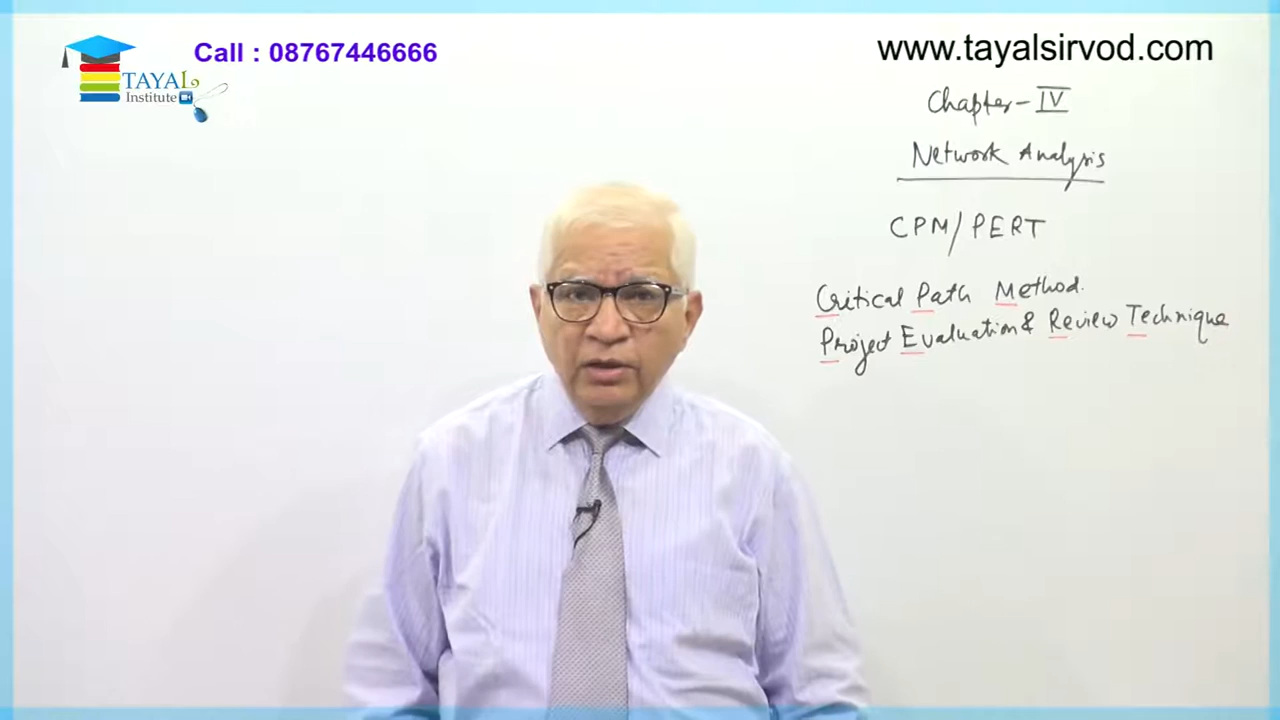 Call : 08767446666
www.tayalsirvod.com
TAYAL
Institute
Chapter-IV
Network Analysis
CPM/PERT
Critical Path Method.
Project Evaluation & Review Technique